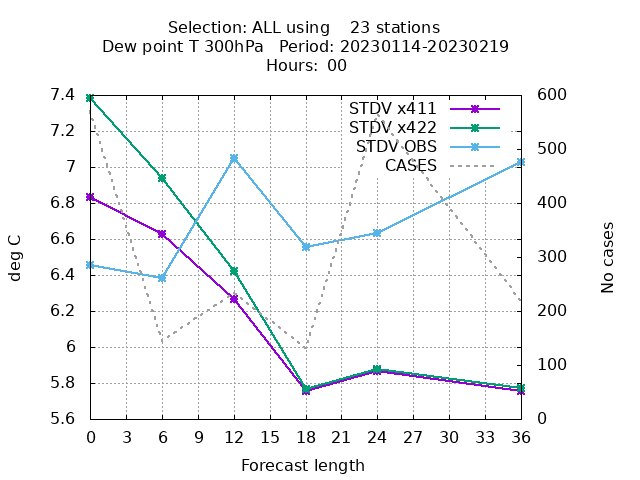 Selection: ALL using    23 stations
Dew point T 300hPa   Period: 20230114-20230219
Hours:  00
STDV x411
STDV x422
STDV OBS
CASES
7.4
7.2
7
6.8
6.6
6.4
6.2
6
5.8
5.6
600
500
400
300
200
100
0
deg C
No cases
0 3 6 9 12 15 18 21 24 27 30 33 36
Forecast length